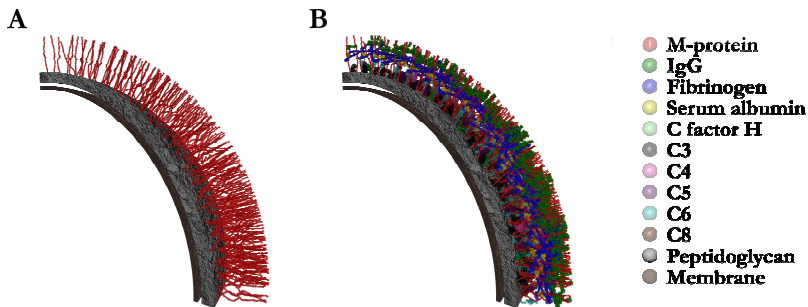 A
B
M-protein
IgG
Fibrinogen
Serum albumin
C factor H
C3
C4
C5
C6
C8
Peptidoglycan
Membrane